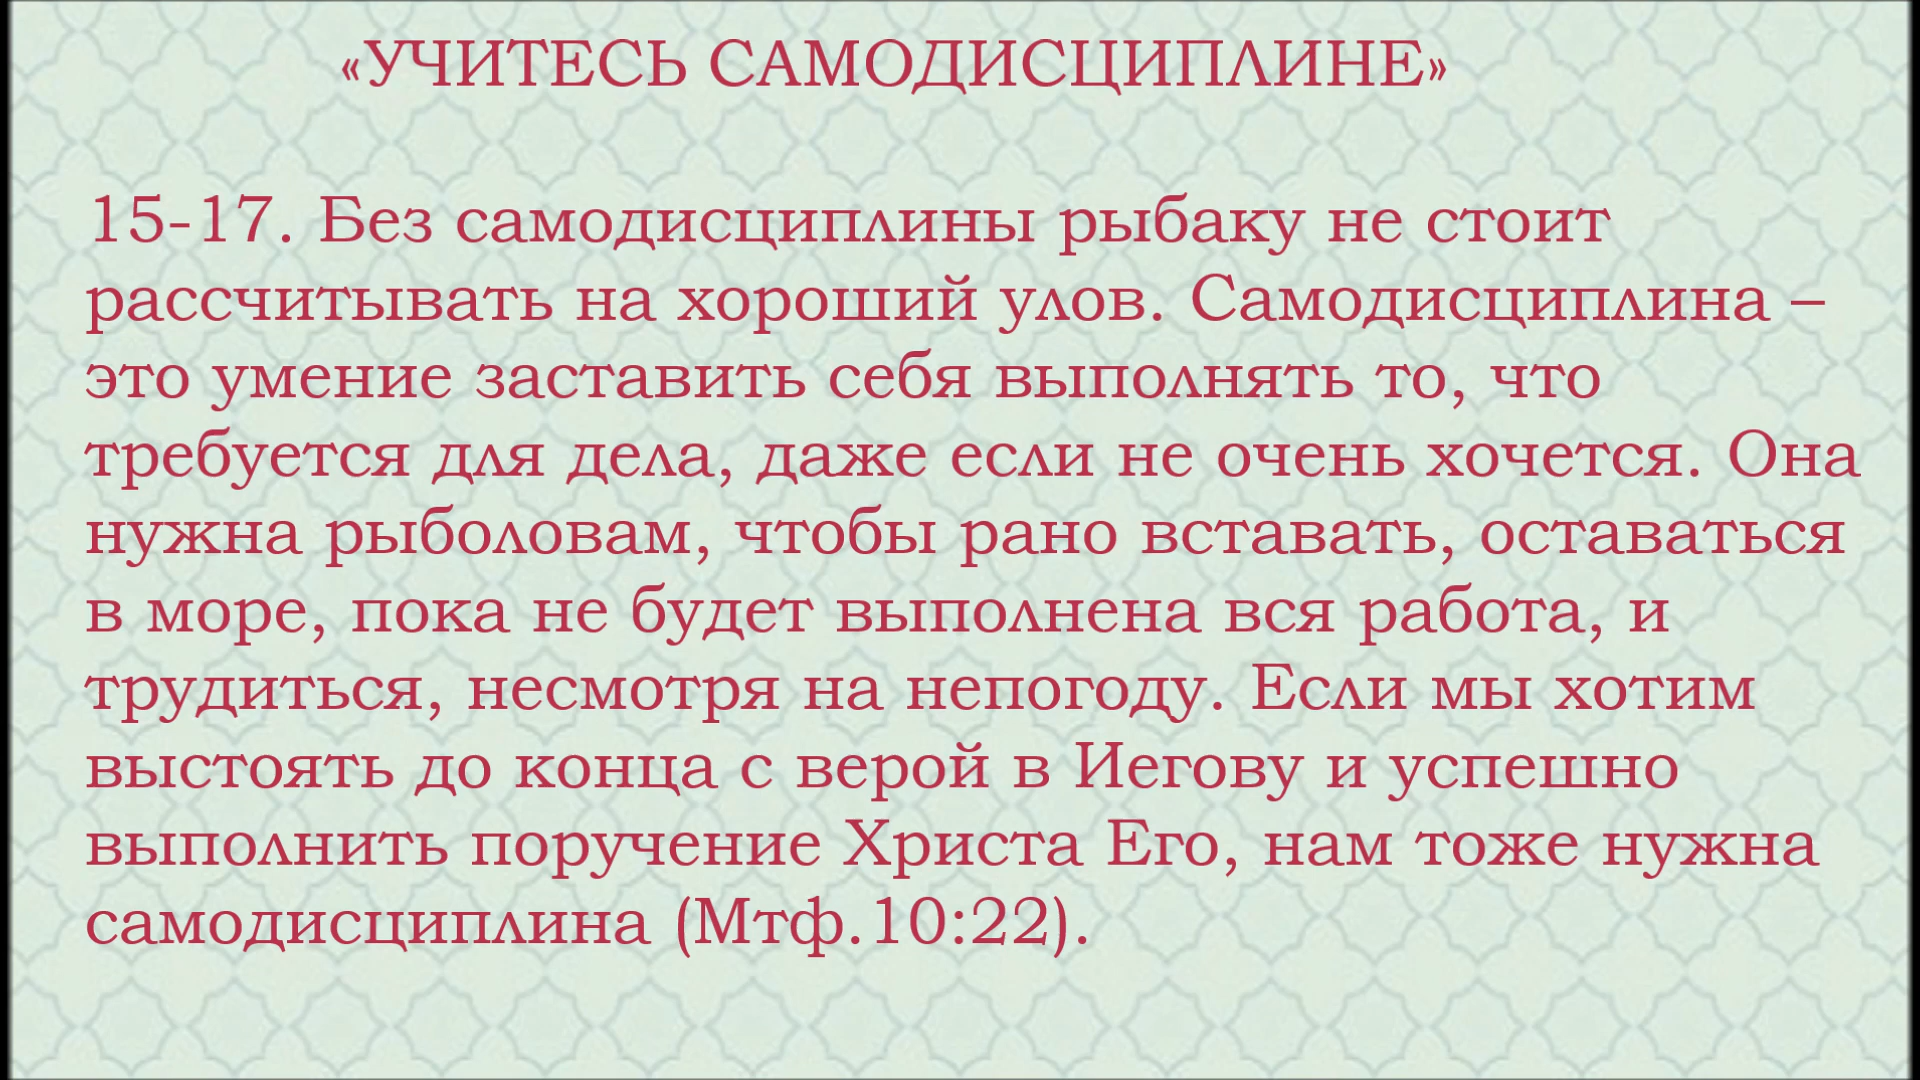 «УЧИТЕСЬ САМОДИСЦИПЛИНЕ»
15-17. Без самодисциплины рыбаку не стоит
рассчитывать на хороший улов. Самодисциплина –
это умение заставить себя выполнять то, что
требуется для дела, даже если не очень хочется. Она
нужна рыболовам, чтобы рано вставать, оставаться
в море, пока не будет выполнена вся работа, и
трудиться, несмотря на непогоду. Если мы хотим
выстоять до конца с верой в Иегову и успешно
выполнить поручение Христа Его, нам тоже нужна
самодисциплина (Мтф.10:22).